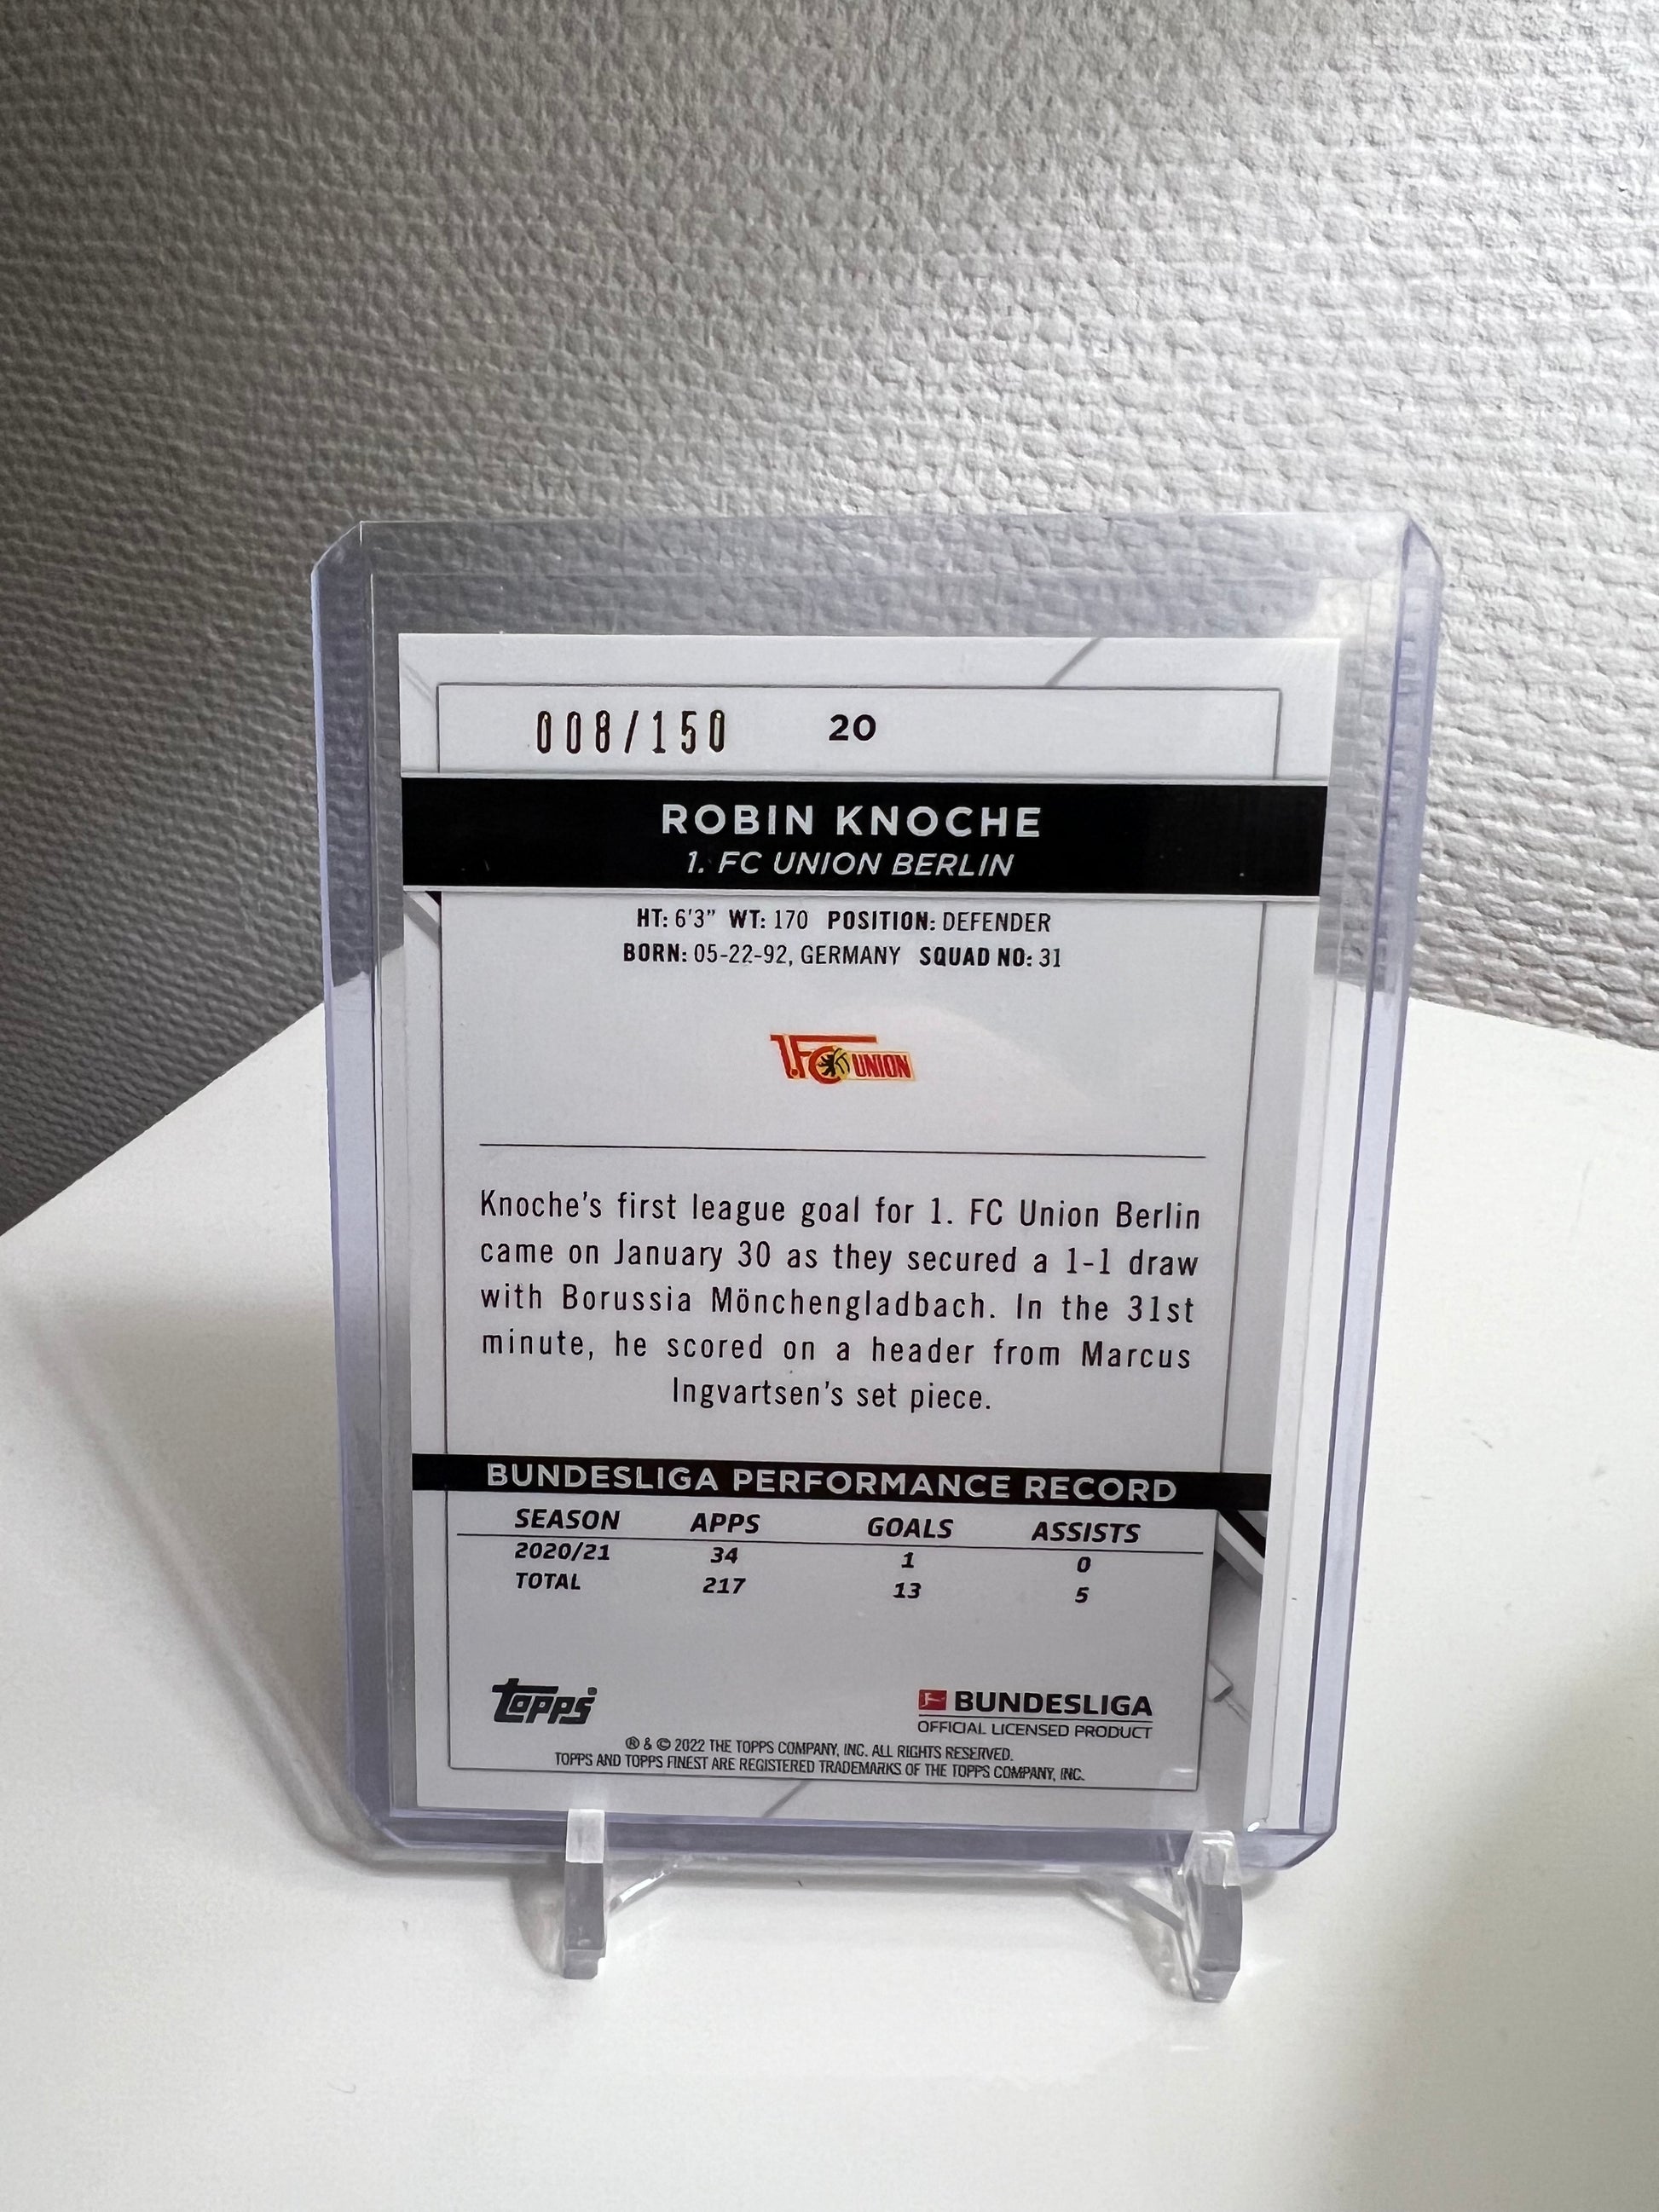 008/150 20
ROBIN KNOCHE
1. FC UNION BERLIN
HT: 6'3" WT: 170 POSITION: DEFENDER
BORN: 05-22-92, GERMANY SQUAD NO: 31
1.FC UNION
Knoche's first league goal for 1. FC Union Berlin
came on January 30 as they secured a 1-1 draw
with Borussia Mönchengladbach. In the 31st
minute, he scored on a header from Marcus
Ingvartsen's set piece.
BUNDESLIGA PERFORMANCE RECORD
SEASON APPS GOALS ASSISTS
2020/21 34 1 0
TOTAL 217 13 5
topps®
BUNDESLIGA
OFFICIAL LICENSED PRODUCT
® & © 2022 THE TOPPS COMPANY, INC. ALL RIGHTS RESERVED.
TOPPS AND TOPPS FINEST ARE REGISTERED TRADEMARKS OF THE TOPPS COMPANY, INC.